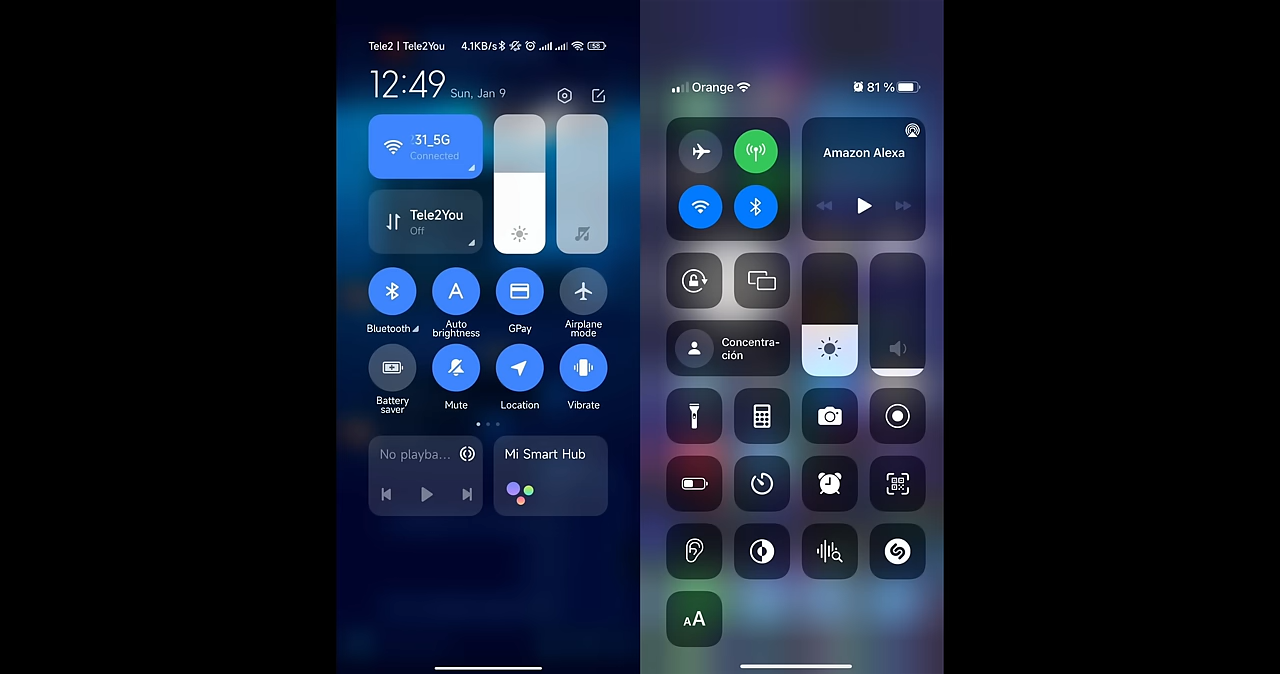 Tele2 | Tele2You 4.1KB/s 58
12:49 Sun, Jan 9
31_5G
Connected
Tele2You
Off
Bluetooth
A
Auto
brightness
GPay
Airplane
mode
Battery
saver
Mute
Location
Vibrate
No playba...
Mi Smart Hub
Orange 81 %
Amazon Alexa
Concentra-
ción
AA